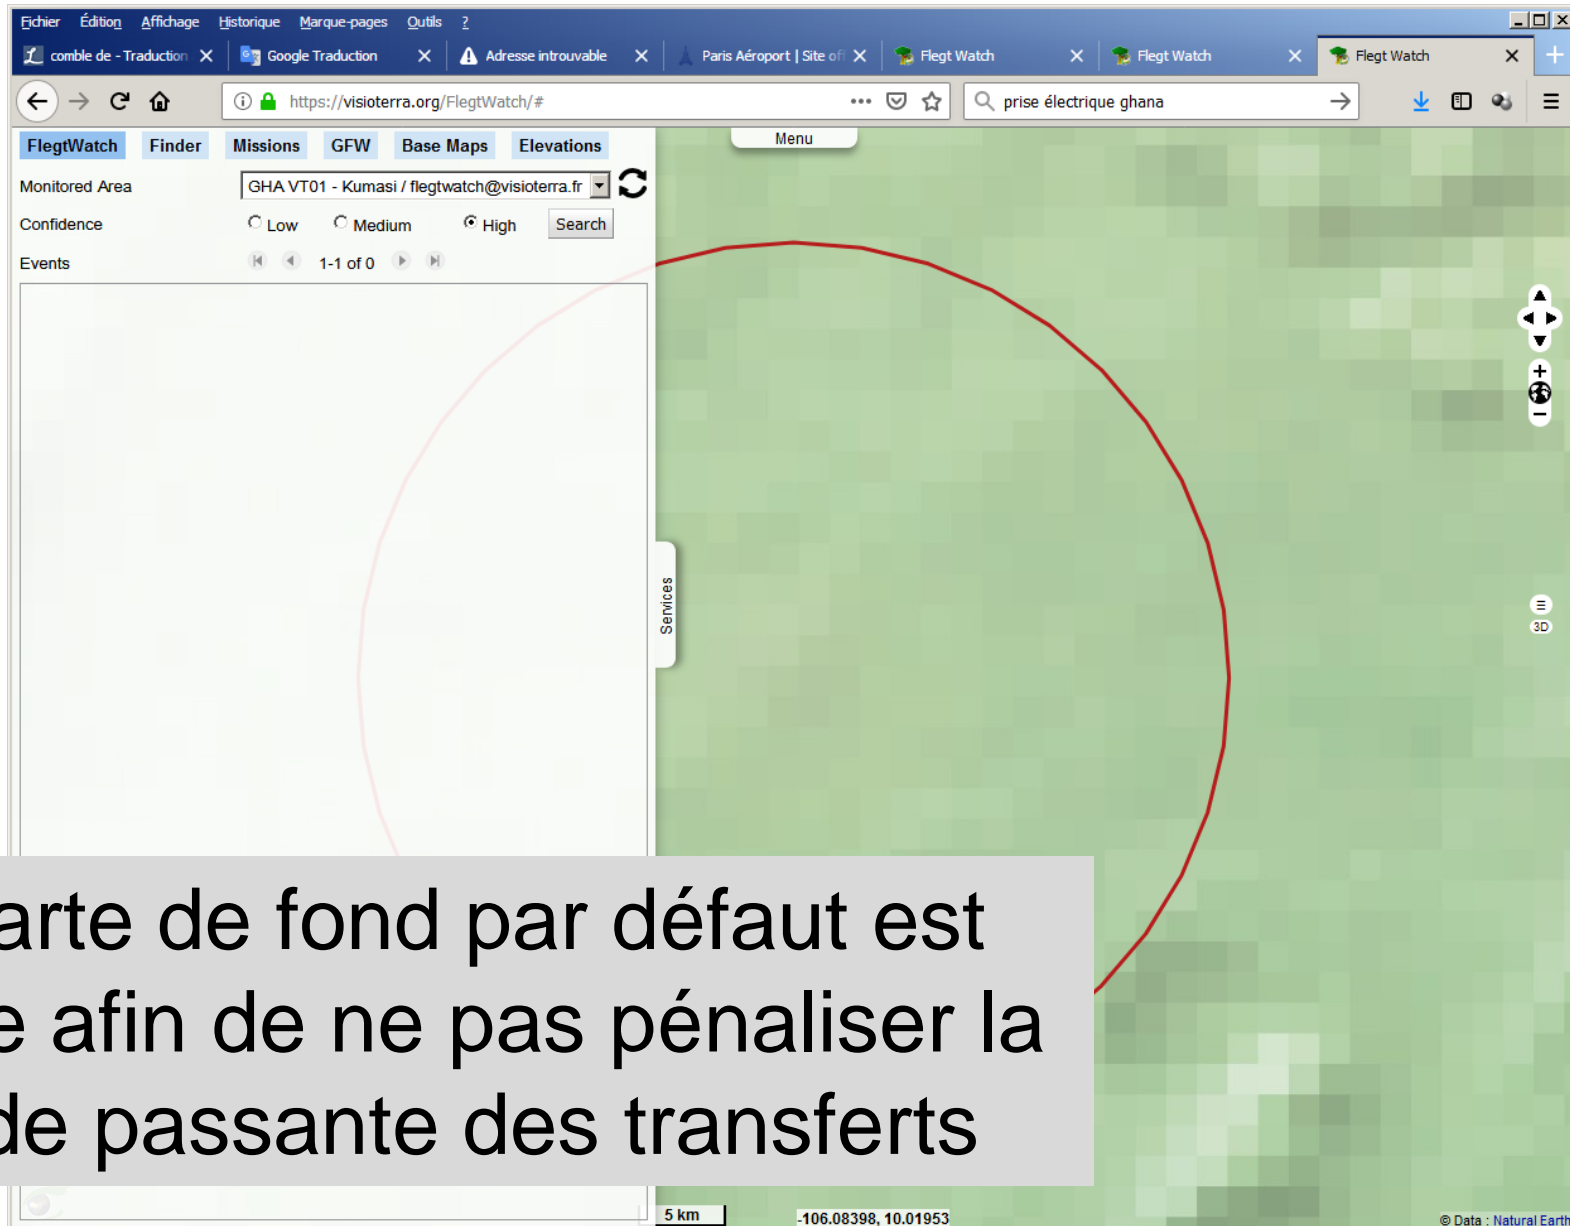 Fichier Édition Affichage Historique Marque-pages Outils ?
comble de - Traduction Google Traduction Adresse introuvable Paris Aéroport | Site of Flegt Watch Flegt Watch Flegt Watch
https://visioterra.org/FlegtWatch/# prise électrique ghana
FlegtWatch Finder Missions GFW Base Maps Elevations Menu
Monitored Area GHA VT01 - Kumasi / flegtwatch@visioterra.fr
Confidence Low Medium High Search
Events 1-1 of 0
Services
3D
arte de fond par défaut est
e afin de ne pas pénaliser la
de passante des transferts
5 km -106.08398, 10.01953 © Data : Natural Earth